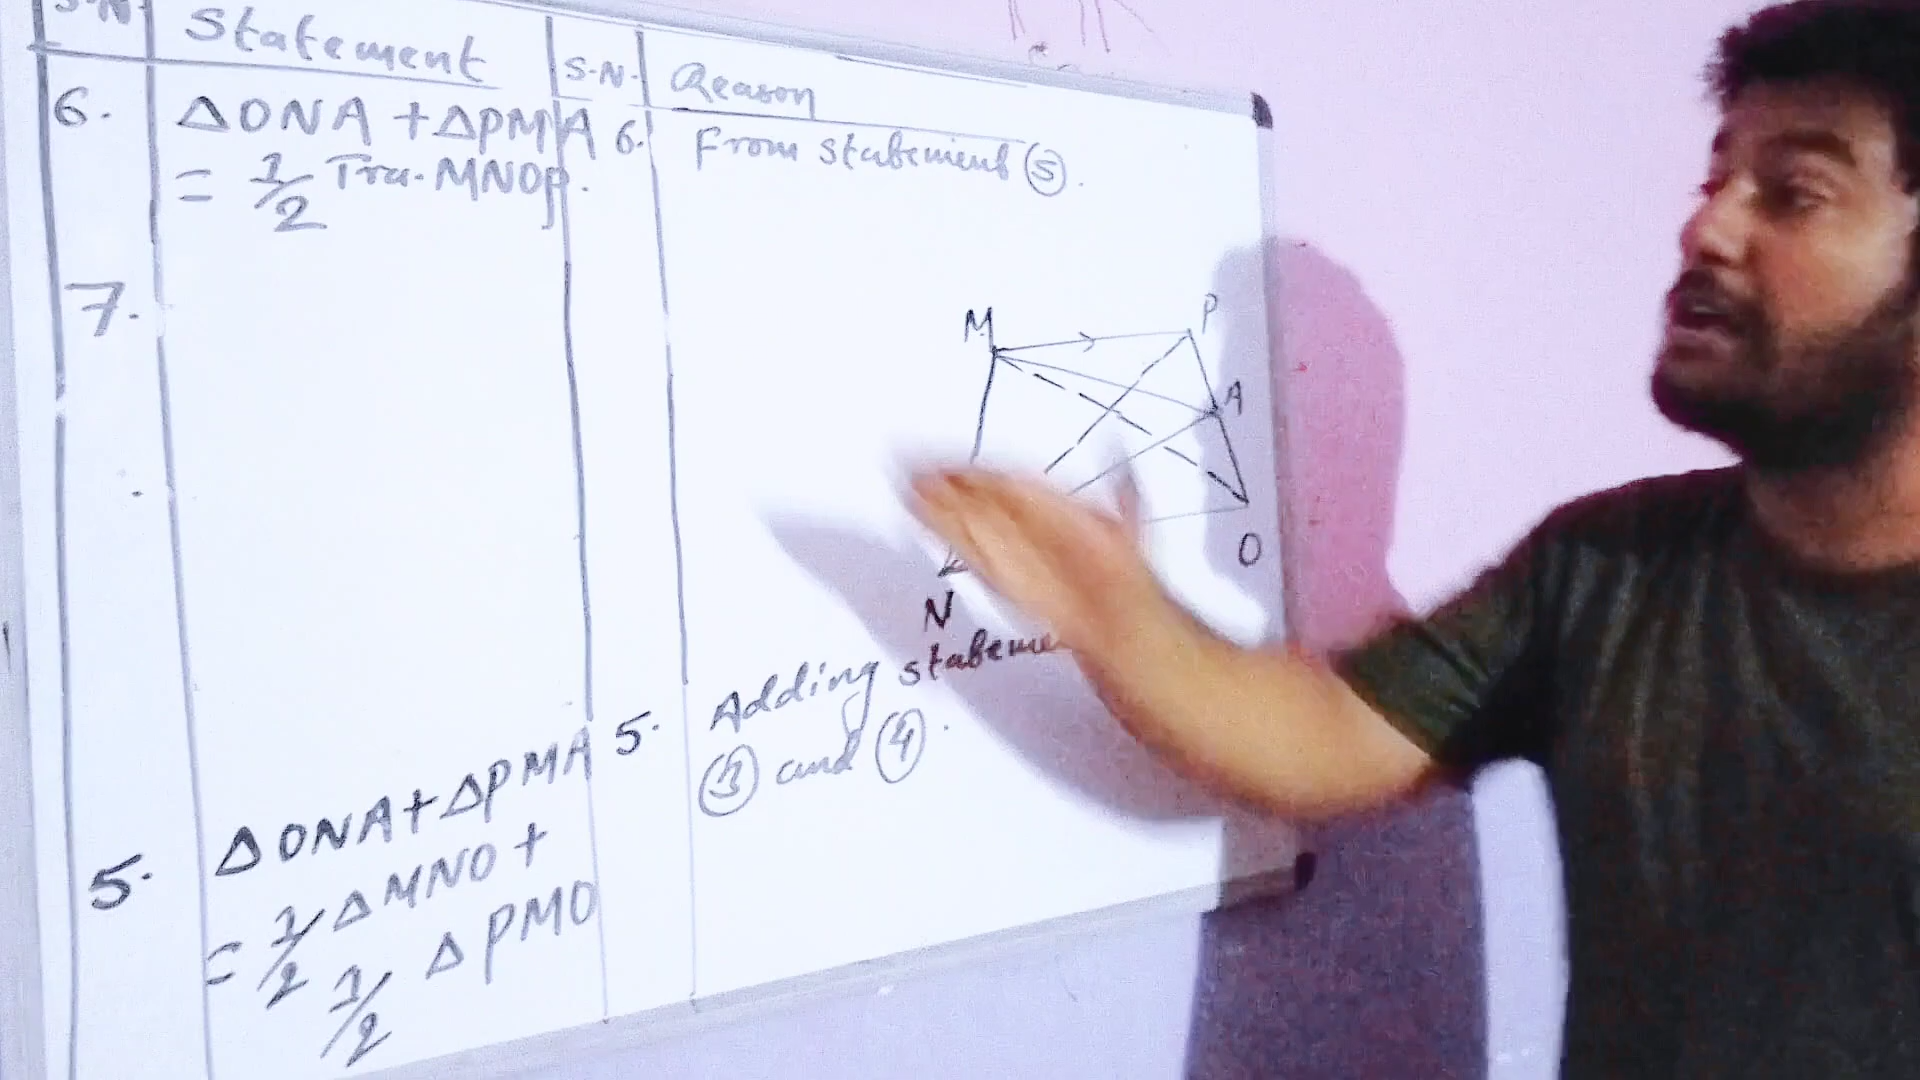 S.N. Statement S.N. Reason
6. ΔONA + ΔPMA 6. From statement ⑤.
= 1/2 Tra. MNOP.
7.
M P
A
O
N
5. ΔONA + ΔPMA 5. Adding
= 1/2 ΔMNO + ③ and ④.
1/2 ΔPMO